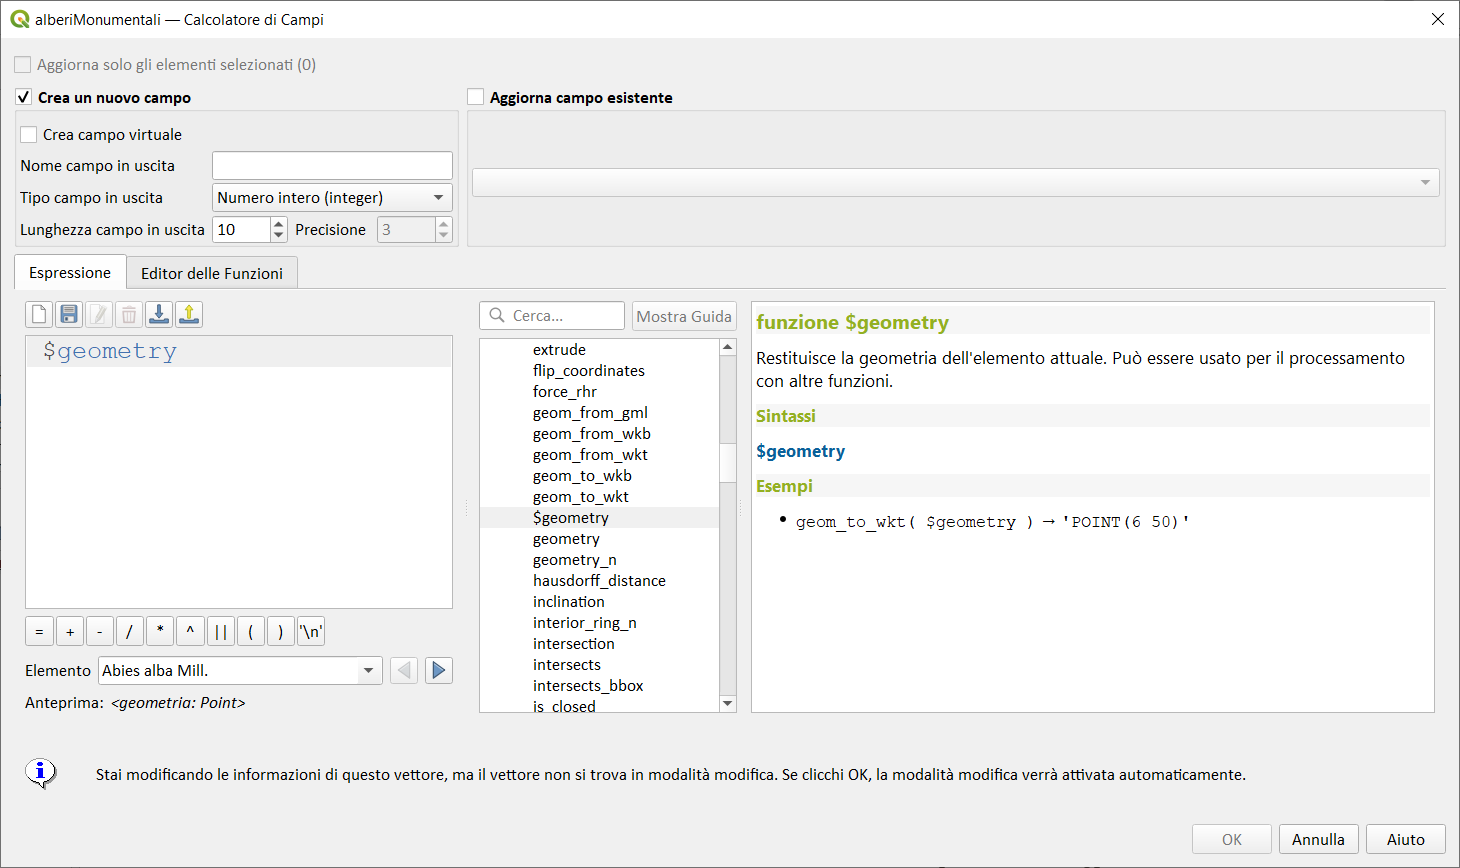 alberiMonumentali — Calcolatore di Campi
Aggiorna solo gli elementi selezionati (0)
Crea un nuovo campo
Aggiorna campo esistente
Crea campo virtuale
Nome campo in uscita
Tipo campo in uscita Numero intero (integer)
Lunghezza campo in uscita 10 Precisione 3
Espressione Editor delle Funzioni
Cerca... Mostra Guida
$geometry
= + - / * ^ || ( ) '\n'
Elemento Abies alba Mill.
Anteprima: <geometria: Point>
extrude
flip_coordinates
force_rhr
geom_from_gml
geom_from_wkb
geom_from_wkt
geom_to_wkb
geom_to_wkt
$geometry
geometry
geometry_n
hausdorff_distance
inclination
interior_ring_n
intersection
intersects
intersects_bbox
is_closed
funzione $geometry
Restituisce la geometria dell'elemento attuale. Può essere usato per il processamento
con altre funzioni.
Sintassi
$geometry
Esempi
• geom_to_wkt( $geometry ) → 'POINT(6 50)'
Stai modificando le informazioni di questo vettore, ma il vettore non si trova in modalità modifica. Se clicchi OK, la modalità modifica verrà attivata automaticamente.
OK Annulla Aiuto